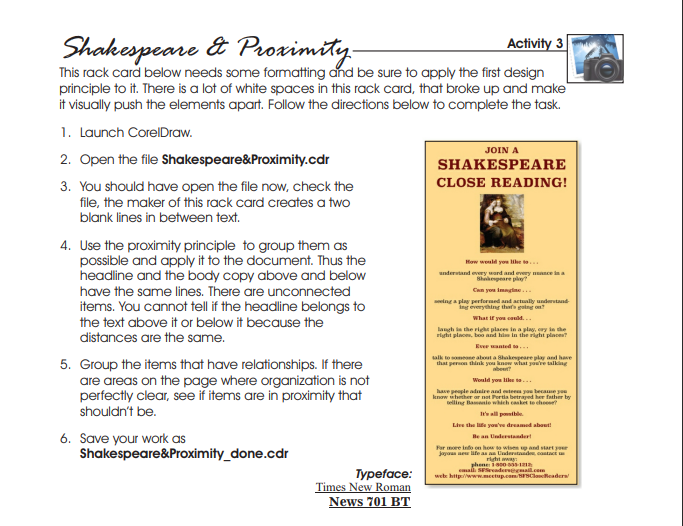 Shakespeare & Proximity
Activity 3
This rack card below needs some formatting and be sure to apply the first design
principle to it. There is a lot of white spaces in this rack card, that broke up and make
it visually push the elements apart. Follow the directions below to complete the task.
1. Launch CorelDraw.
2. Open the file Shakespeare&Proximity.cdr
3. You should have open the file now, check the
file, the maker of this rack card creates a two
blank lines in between text.
4. Use the proximity principle to group them as
possible and apply it to the document. Thus the
headline and the body copy above and below
have the same lines. There are unconnected
items. You cannot tell if the headline belongs to
the text above it or below it because the
distances are the same.
5. Group the items that have relationships. If there
are areas on the page where organization is not
perfectly clear, see if items are in proximity that
shouldn't be.
6. Save your work as
Shakespeare&Proximity_done.cdr
Typeface:
Times New Roman
News 701 BT
JOIN A
SHAKESPEARE
CLOSE READING!
How would you like to . . .
understand every word and every nuance in a
Shakespeare play?
Can you imagine . . .
seeing a play performed and actually understand-
ing everything that's going on?
What if you could. . .
laugh in the right places in a play, cry in the
right places, boo and hiss in the right places?
Ever wanted to . . .
talk to someone about a Shakespeare play and have
that person think you know what you're talking
about?
Would you like to . . .
have people admire and esteem you because you
know whether or not Portia betrayed her father by
telling Bassanio which casket to choose?
It's all possible.
Live the life you've dreamed about!
Be an Understander!
For more info on how to wisen up and start your
joyous new life as an Understander, contact us
right away:
phone: 1-800-555-1212;
email: SFSreaders@gmail.com
web: http://www.meetup.com/SFSCloseReaders/